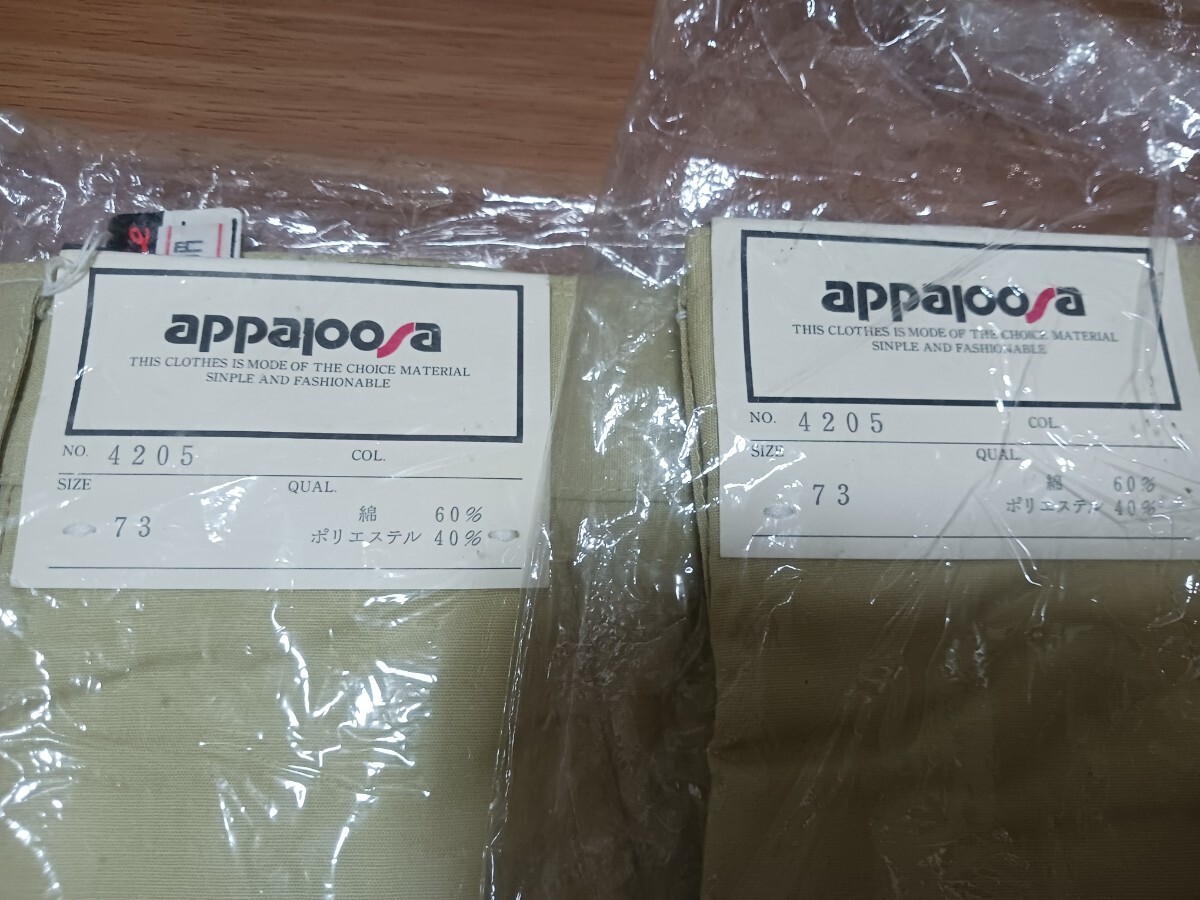 appaloosa
THIS CLOTHES IS MODE OF THE CHOICE MATERIAL
SINPLE AND FASHIONABLE
NO. 4205 COL.
SIZE QUAL.
73 綿 60%
ポリエステル 40%
appaloosa
THIS CLOTHES IS MODE OF THE CHOICE MATERIAL
SINPLE AND FASHIONABLE
NO. 4205 COL.
SIZE QUAL.
73 綿 60%
ポリエステル 40%